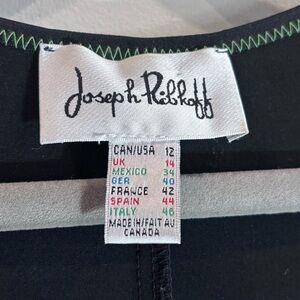 Joseph Ribkoff
CAN/USA 12
UK 14
MEXICO 34
GER 40
FRANCE 42
SPAIN 44
ITALY 46
MADE IN/FAIT AU
CANADA